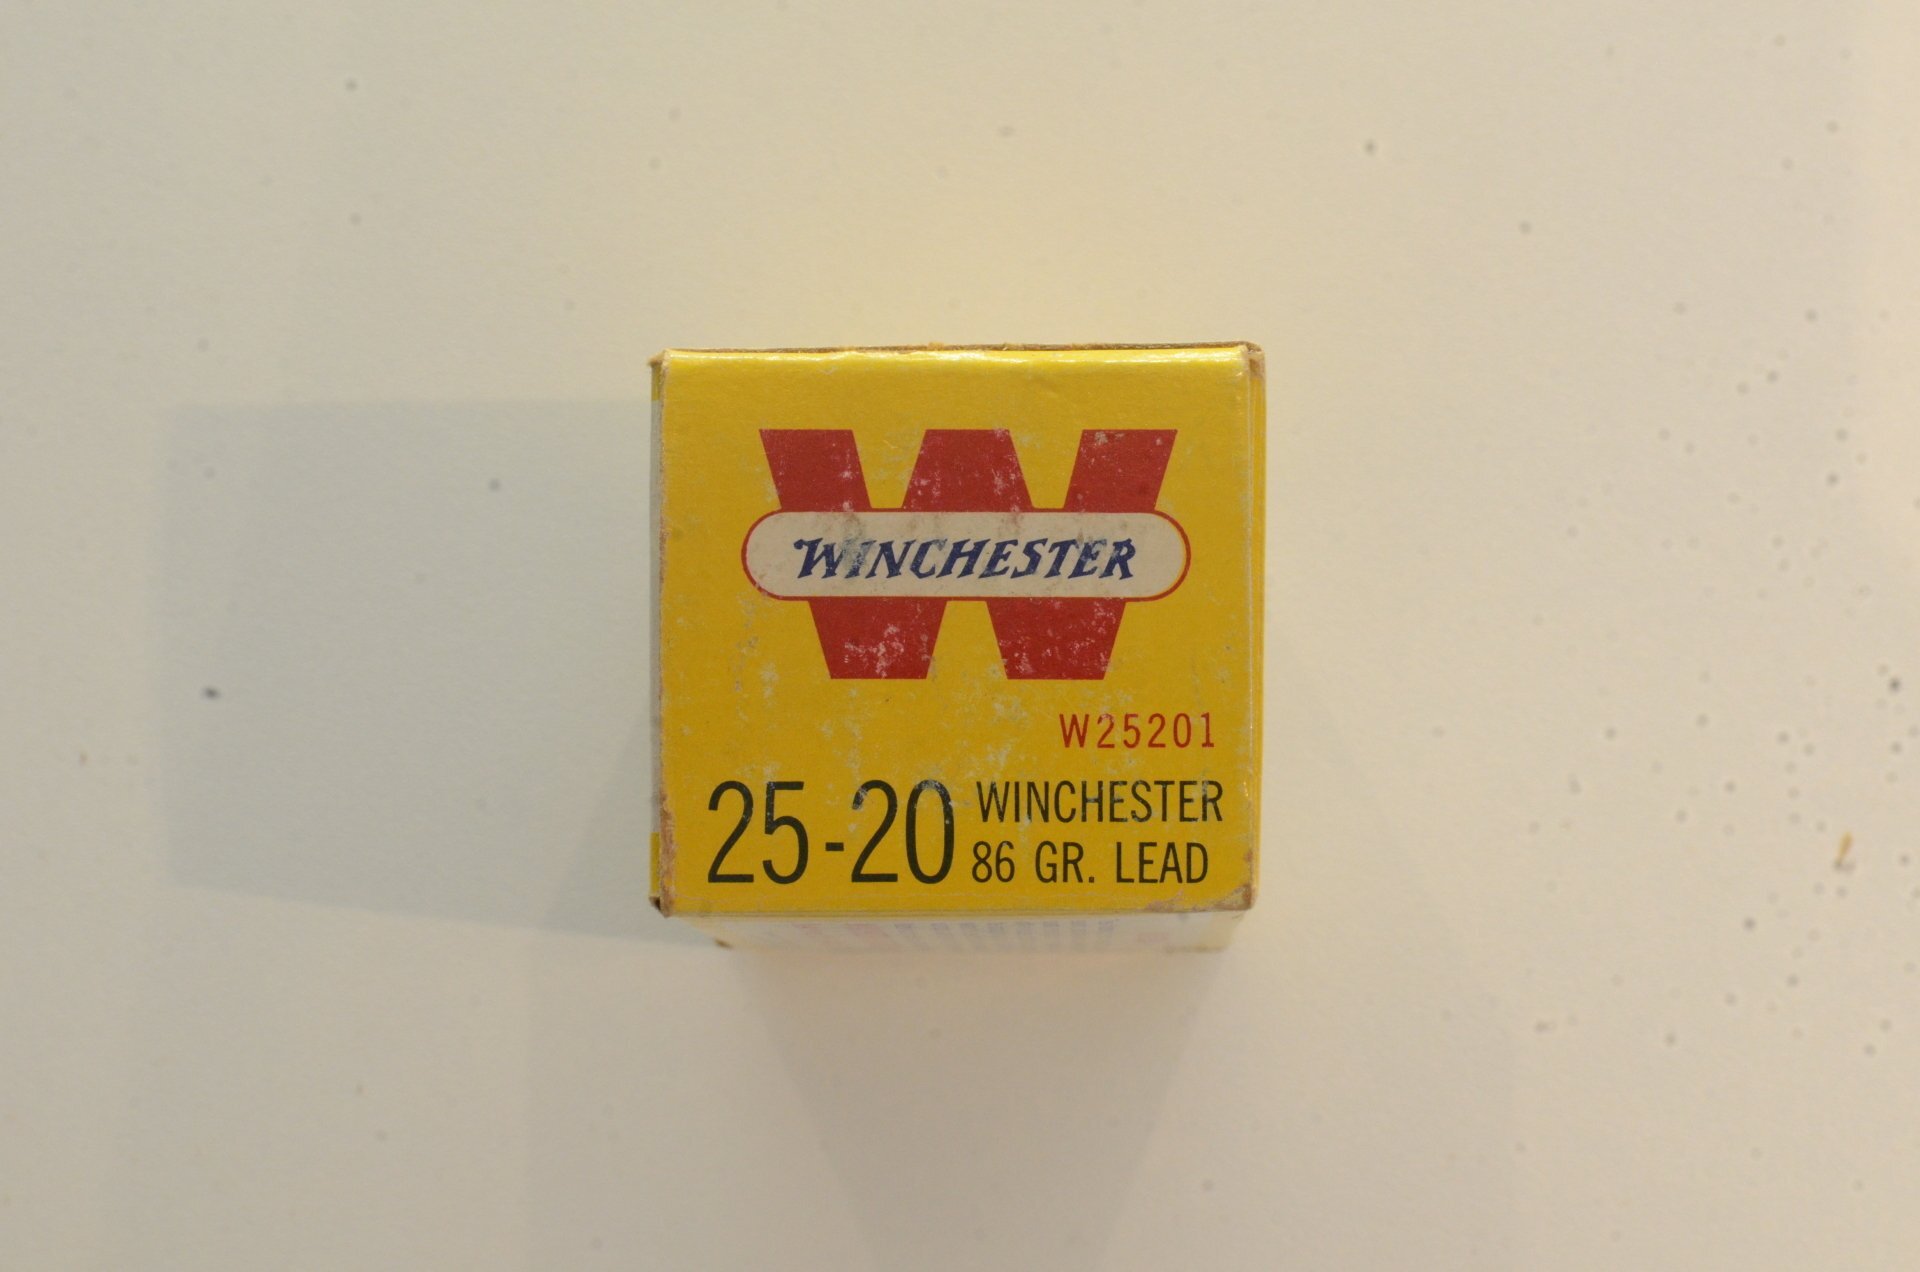 WINCHESTER
W25201
25-20 WINCHESTER
86 GR. LEAD